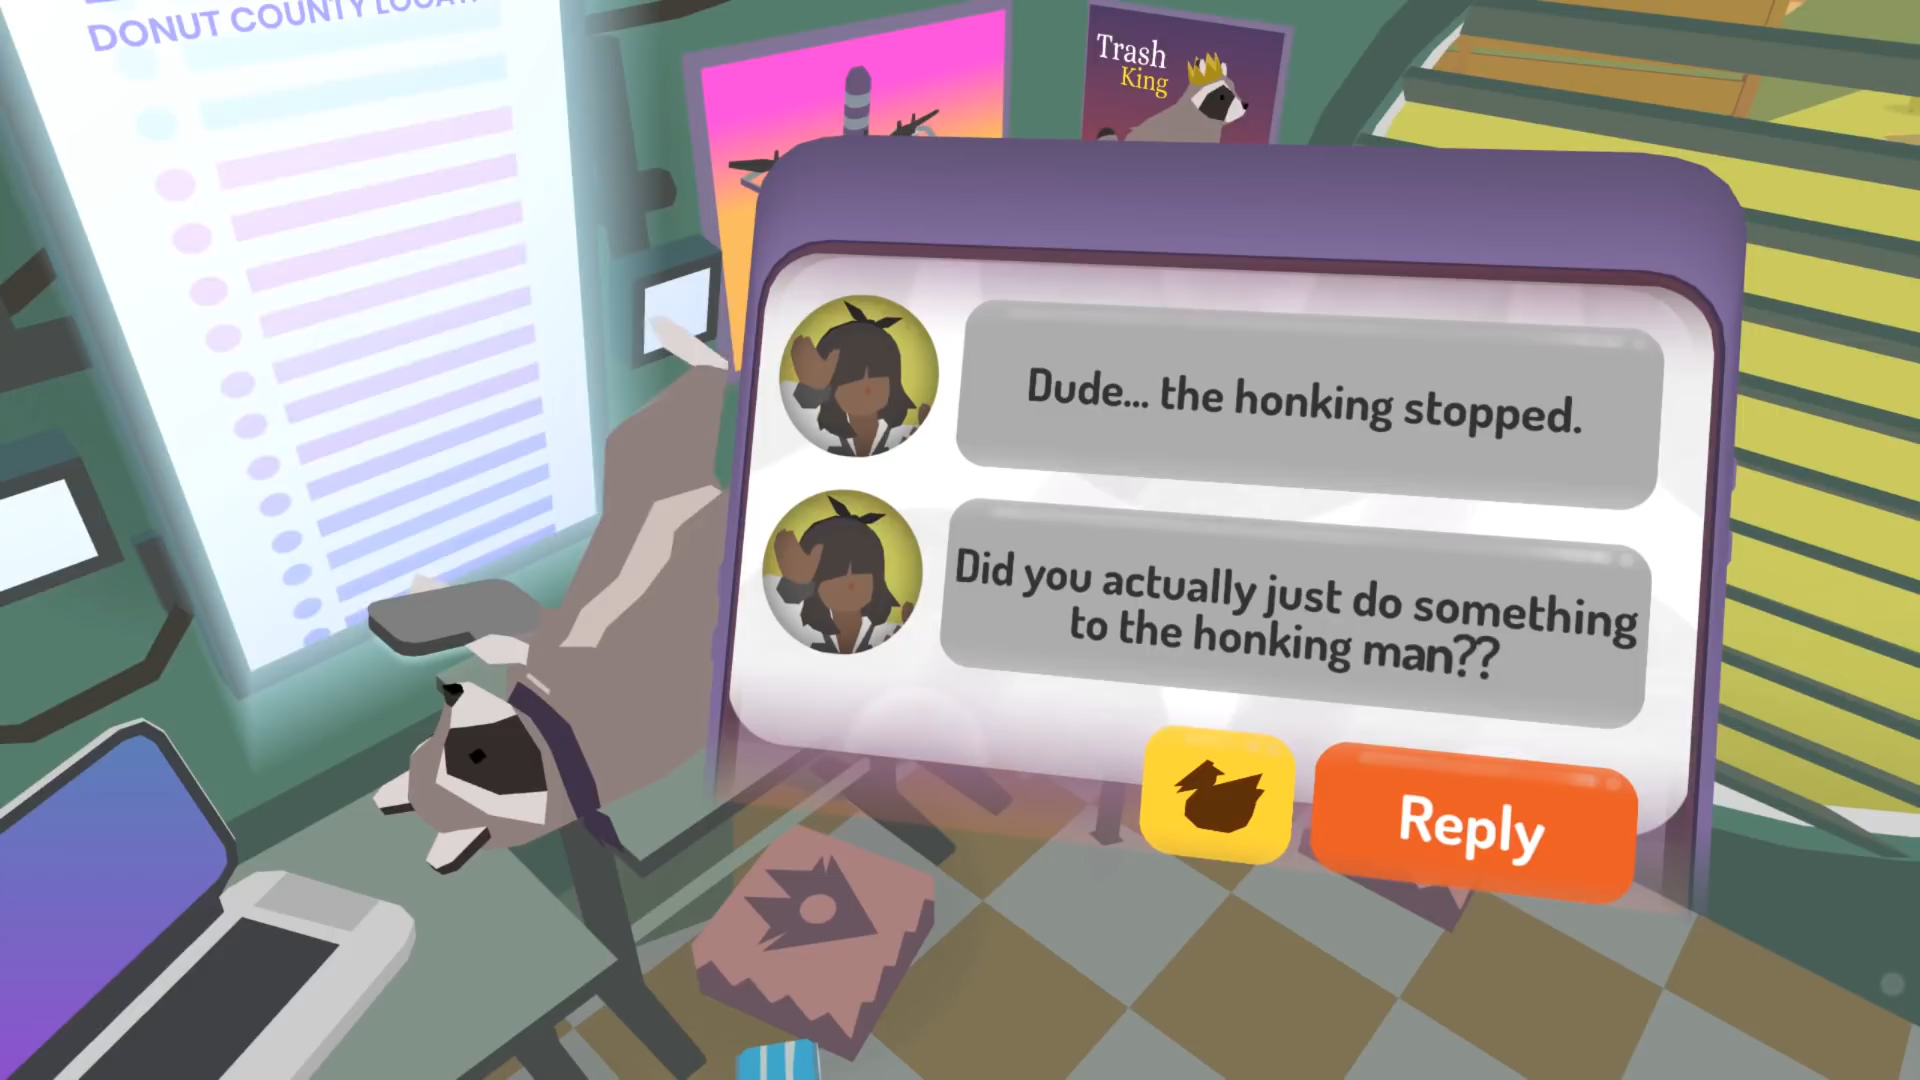 DONUT COUNTY
Trash
King
Dude... the honking stopped.
Did you actually just do something
to the honking man??
Reply